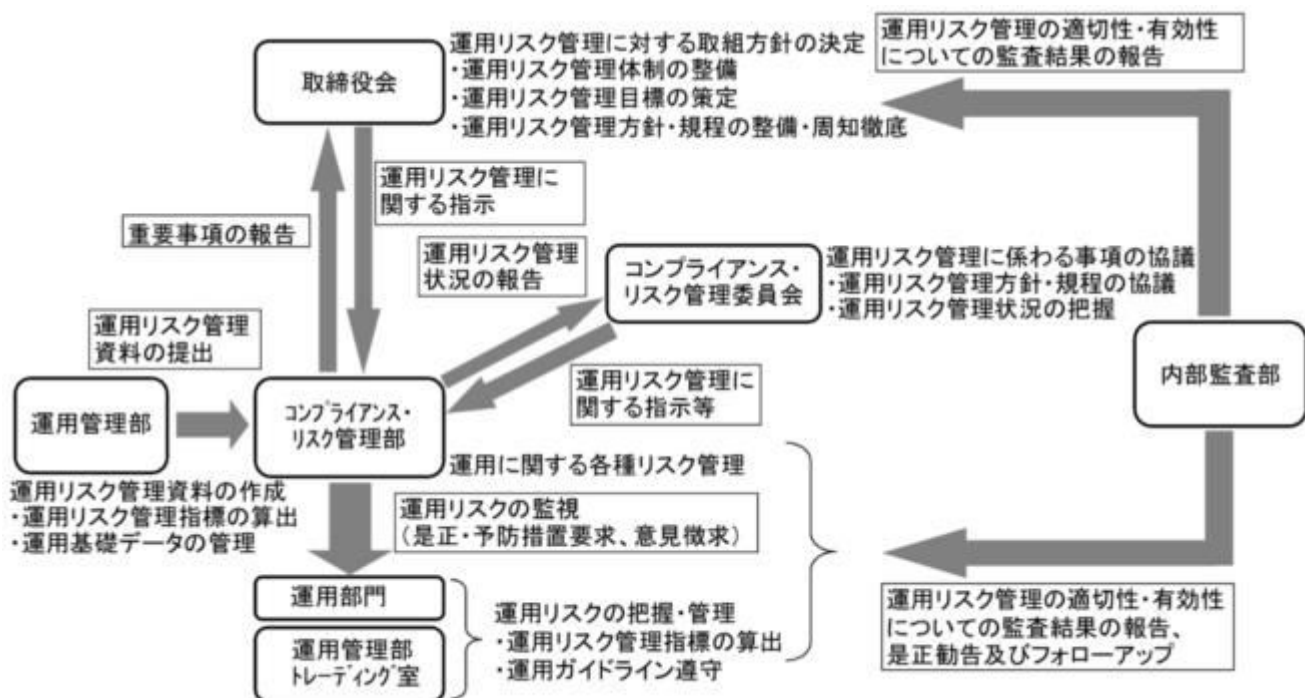 取締役会
運用リスク管理に対する取組方針の決定
・運用リスク管理体制の整備
・運用リスク管理目標の策定
・運用リスク管理方針・規程の整備・周知徹底
運用リスク管理の適切性・有効性
についての監査結果の報告
運用リスク管理に
関する指示
重要事項の報告
運用リスク管理
状況の報告
コンプライアンス・
リスク管理委員会
運用リスク管理に係わる事項の協議
・運用リスク管理方針・規程の協議
・運用リスク管理状況の把握
運用リスク管理
資料の提出
運用リスク管理に
関する指示等
内部監査部
運用管理部
コンプライアンス・
リスク管理部
運用に関する各種リスク管理
運用リスク管理資料の作成
・運用リスク管理指標の算出
・運用基礎データの管理
運用リスクの監視
(是正・予防措置要求、意見徴求)
運用部門
運用管理部
トレーディング室
運用リスクの把握・管理
・運用リスク管理指標の算出
・運用ガイドライン遵守
運用リスク管理の適切性・有効性
についての監査結果の報告、
是正勧告及びフォローアップ